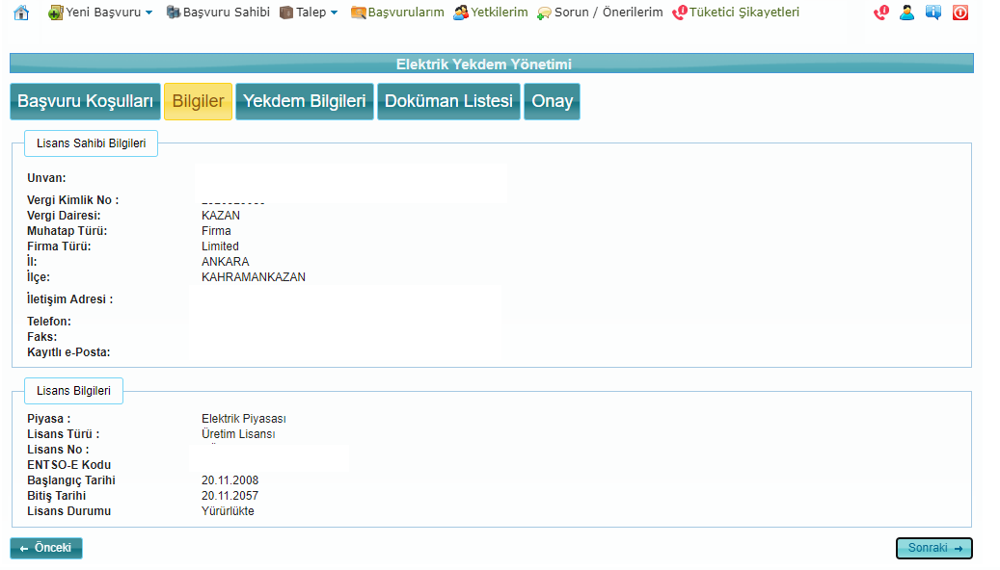 Yeni Başvuru Başvuru Sahibi Talep Başvurularım Yetkilerim Sorun / Önerilerim Tüketici Şikayetleri
Elektrik Yekdem Yönetimi
Başvuru Koşulları Bilgiler Yekdem Bilgileri Doküman Listesi Onay
Lisans Sahibi Bilgileri
Unvan:
Vergi Kimlik No :
Vergi Dairesi: KAZAN
Muhatap Türü: Firma
Firma Türü: Limited
İl: ANKARA
İlçe: KAHRAMANKAZAN
İletişim Adresi :
Telefon:
Faks:
Kayıtlı e-Posta:
Lisans Bilgileri
Piyasa : Elektrik Piyasası
Lisans Türü : Üretim Lisansı
Lisans No :
ENTSO-E Kodu
Başlangıç Tarihi 20.11.2008
Bitiş Tarihi 20.11.2057
Lisans Durumu Yürürlükte
← Önceki Sonraki →